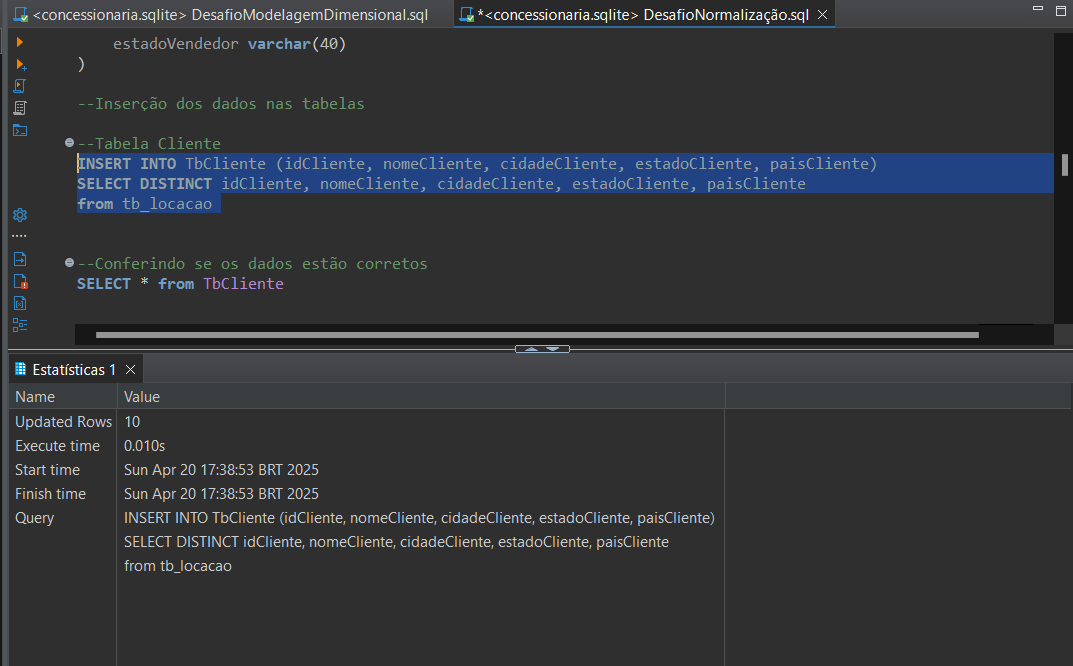 <concessionaria.sqlite> DesafioModelagemDimensional.sql
*<concessionaria.sqlite> DesafioNormalização.sql
estadoVendedor varchar(40)
)
--Inserção dos dados nas tabelas
--Tabela Cliente
INSERT INTO TbCliente (idCliente, nomeCliente, cidadeCliente, estadoCliente, paisCliente)
SELECT DISTINCT idCliente, nomeCliente, cidadeCliente, estadoCliente, paisCliente
from tb_locacao
--Conferindo se os dados estão corretos
SELECT * from TbCliente
Estatísticas 1
Name Value
Updated Rows 10
Execute time 0.010s
Start time Sun Apr 20 17:38:53 BRT 2025
Finish time Sun Apr 20 17:38:53 BRT 2025
Query INSERT INTO TbCliente (idCliente, nomeCliente, cidadeCliente, estadoCliente, paisCliente)
SELECT DISTINCT idCliente, nomeCliente, cidadeCliente, estadoCliente, paisCliente
from tb_locacao